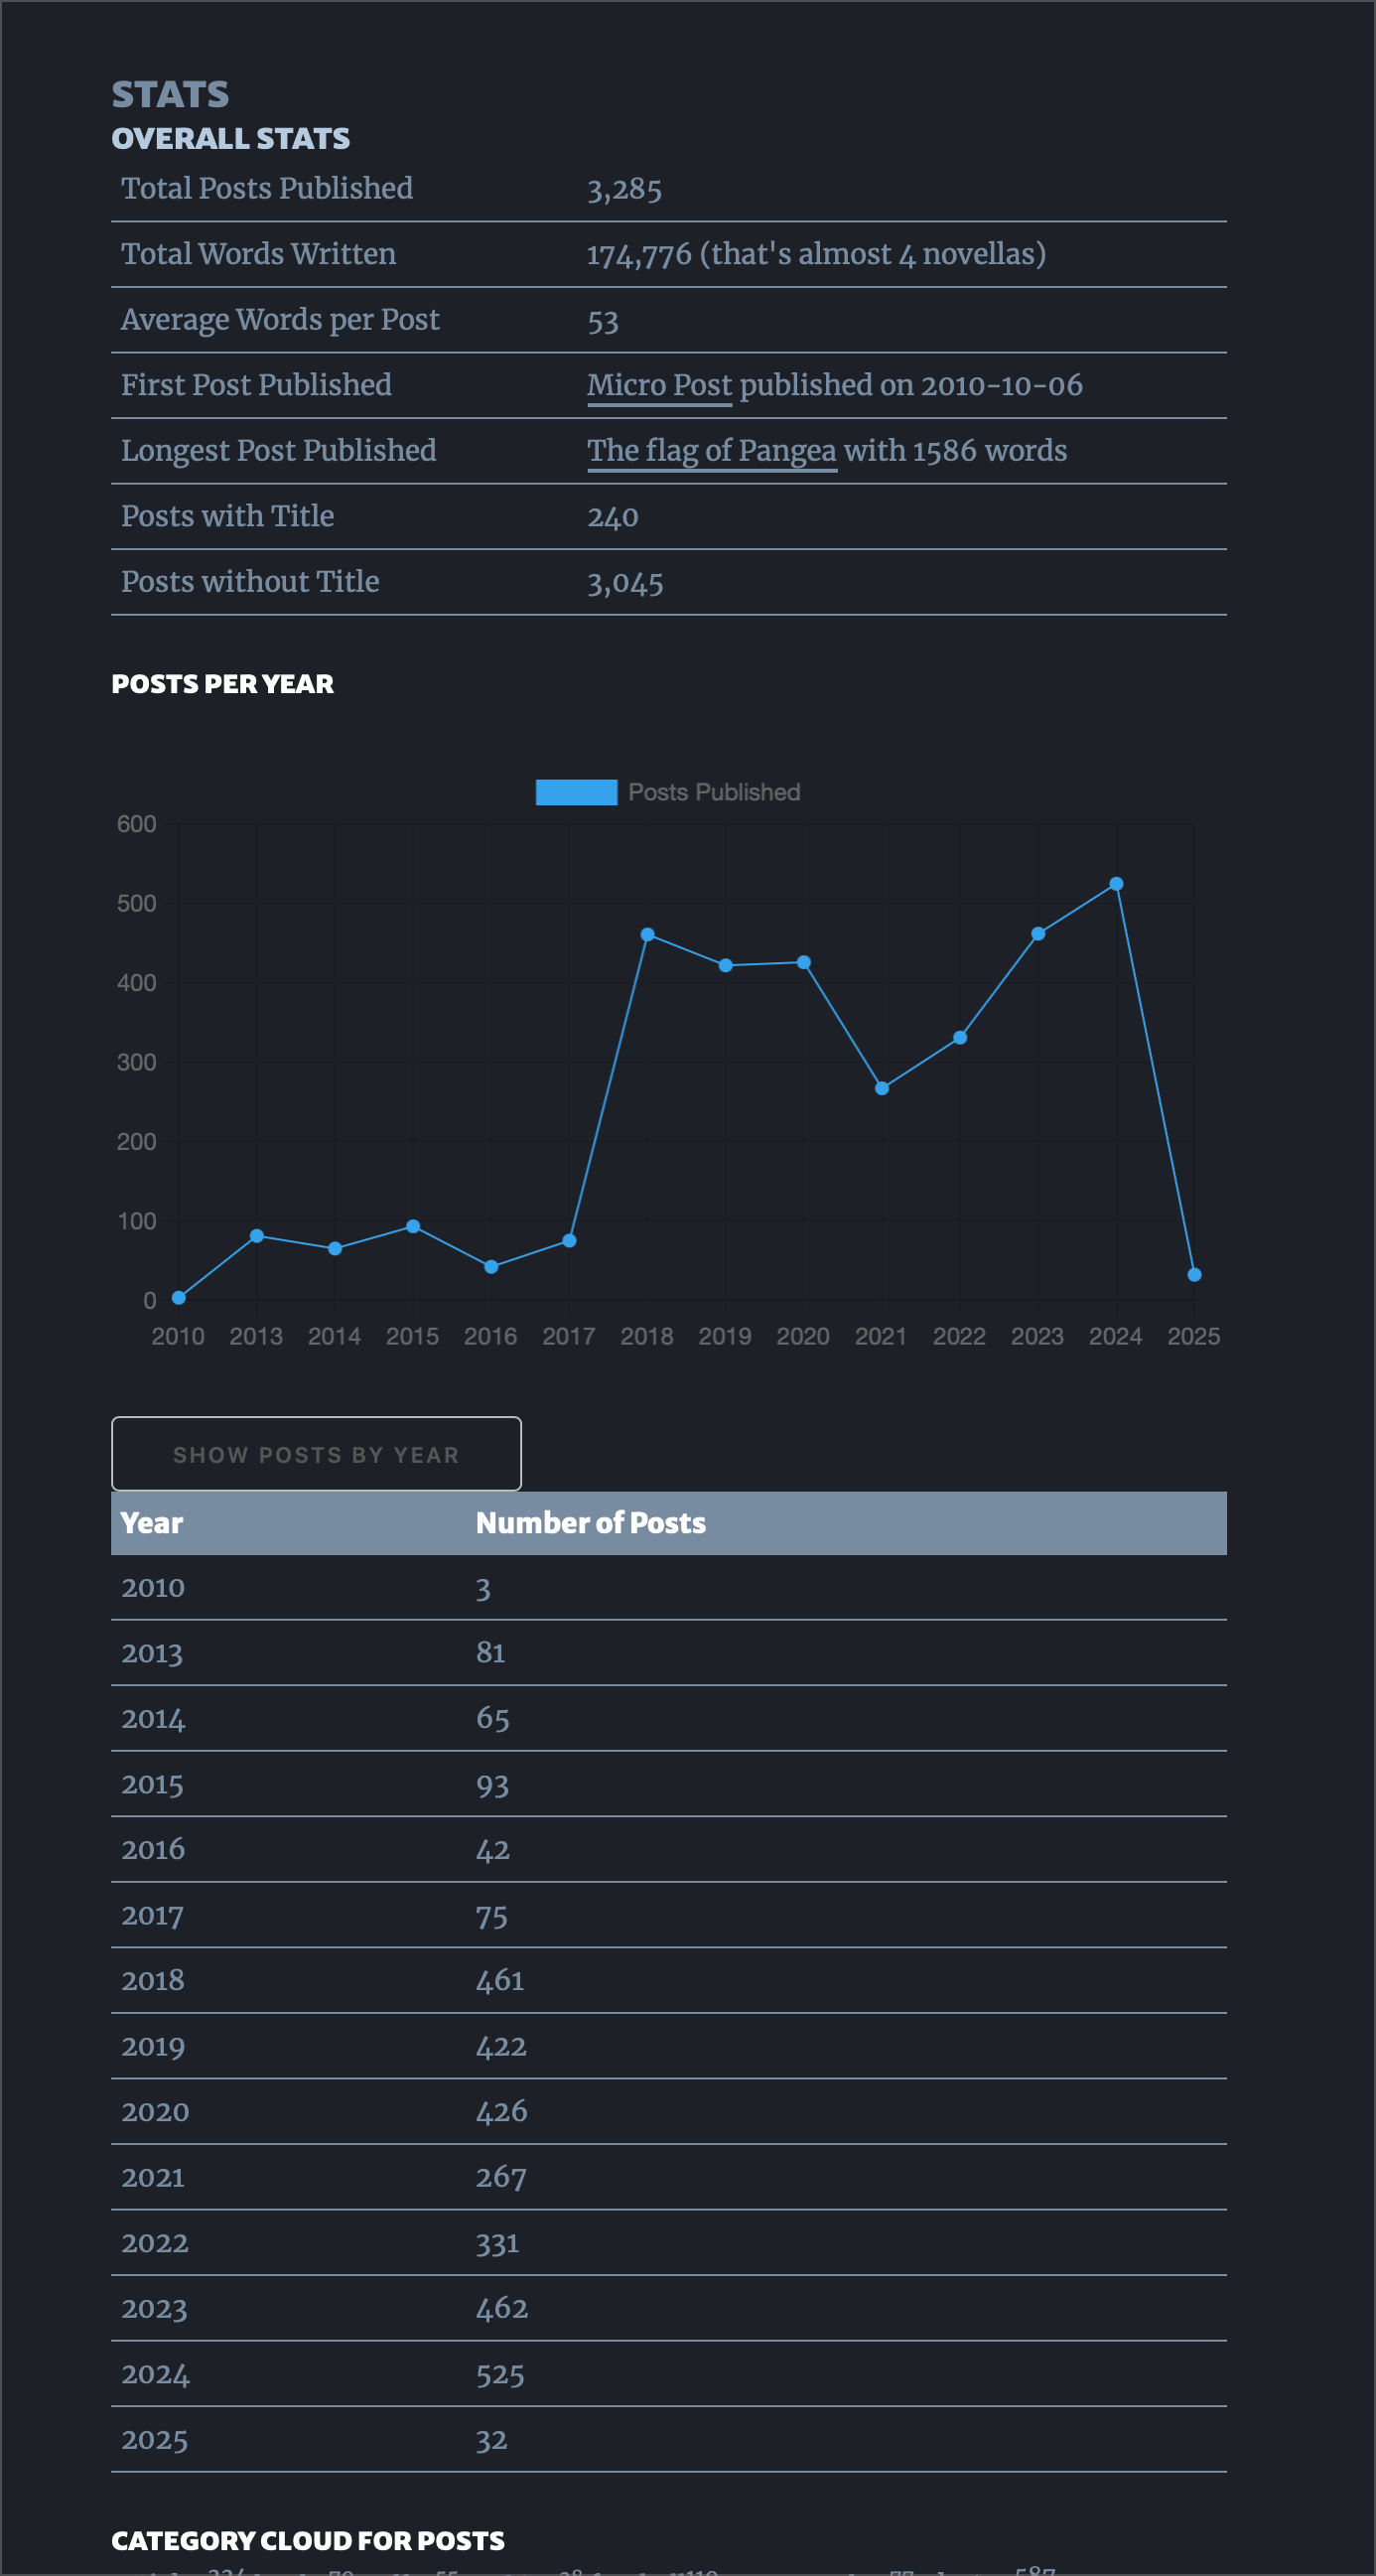 STATS
OVERALL STATS
Total Posts Published 3,285
Total Words Written 174,776 (that's almost 4 novellas)
Average Words per Post 53
First Post Published Micro Post published on 2010-10-06
Longest Post Published The flag of Pangea with 1586 words
Posts with Title 240
Posts without Title 3,045
POSTS PER YEAR
Posts Published
600
500
400
300
200
100
0
2010 2013 2014 2015 2016 2017 2018 2019 2020 2021 2022 2023 2024 2025
SHOW POSTS BY YEAR
Year Number of Posts
2010 3
2013 81
2014 65
2015 93
2016 42
2017 75
2018 461
2019 422
2020 426
2021 267
2022 331
2023 462
2024 525
2025 32
CATEGORY CLOUD FOR POSTS